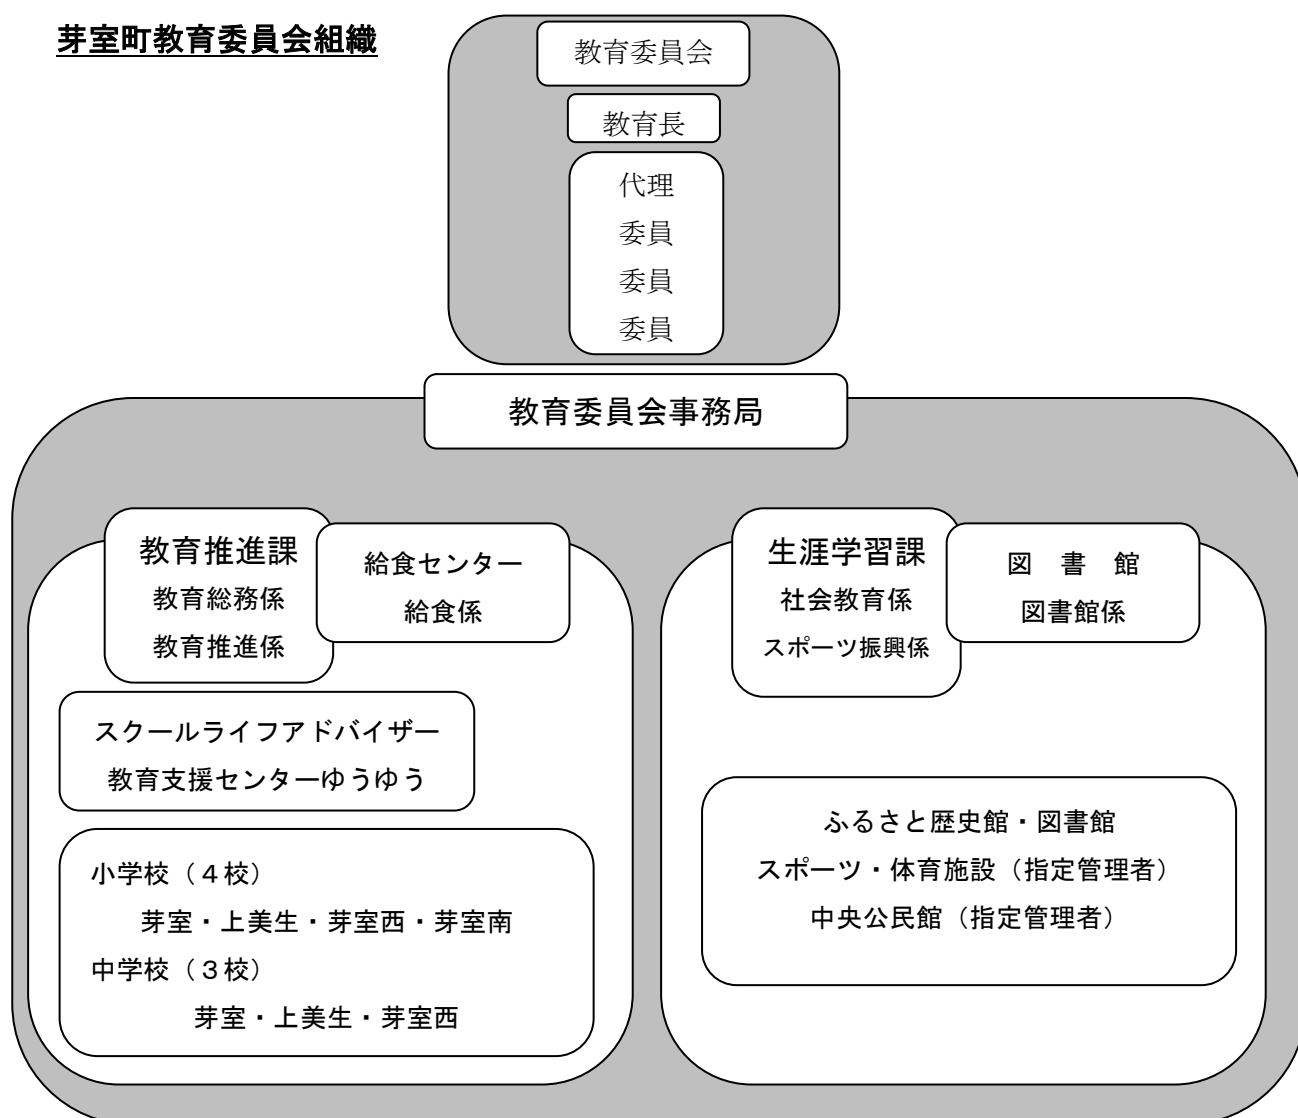 芽室町教育委員会組織
教育委員会
教育長
代理
委員
委員
委員
教育委員会事務局
教育推進課
教育総務係
教育推進係
給食センター
給食係
スクールライフアドバイザー
教育支援センターゆうゆう
小学校（４校）
芽室・上美生・芽室西・芽室南
中学校（３校）
芽室・上美生・芽室西
生涯学習課
社会教育係
スポーツ振興係
図　書　館
図書館係
ふるさと歴史館・図書館
スポーツ・体育施設（指定管理者）
中央公民館（指定管理者）